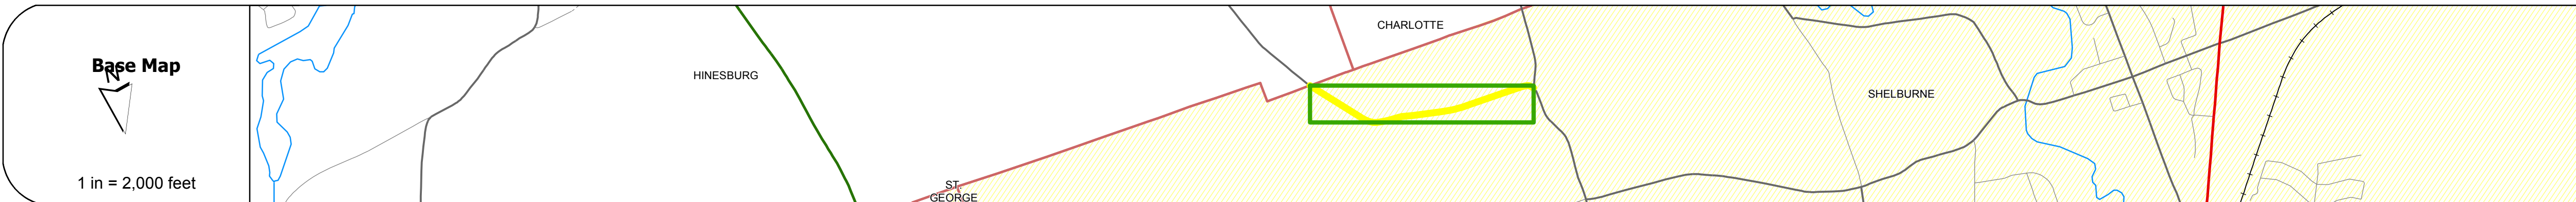 Base Map
N
1 in = 2,000 feet
HINESBURG
ST.
GEORGE
CHARLOTTE
SHELBURNE